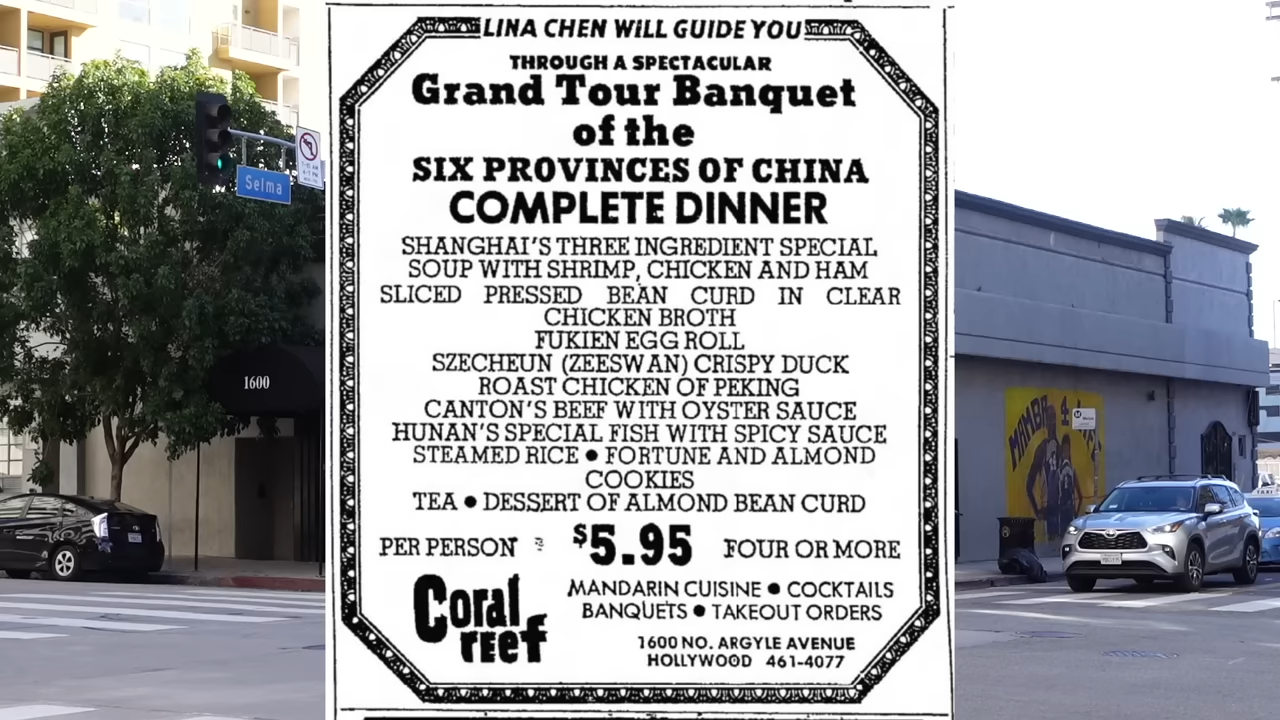 LINA CHEN WILL GUIDE YOU
THROUGH A SPECTACULAR
Grand Tour Banquet
of the
SIX PROVINCES OF CHINA
COMPLETE DINNER
SHANGHAI'S THREE INGREDIENT SPECIAL
SOUP WITH SHRIMP, CHICKEN AND HAM
SLICED PRESSED BEAN CURD IN CLEAR
CHICKEN BROTH
FUKIEN EGG ROLL
SZECHEUN (ZEESWAN) CRISPY DUCK
ROAST CHICKEN OF PEKING
CANTON'S BEEF WITH OYSTER SAUCE
HUNAN'S SPECIAL FISH WITH SPICY SAUCE
STEAMED RICE ● FORTUNE AND ALMOND
COOKIES
TEA ● DESSERT OF ALMOND BEAN CURD
PER PERSON $5.95 FOUR OR MORE
Coral
reef
MANDARIN CUISINE ● COCKTAILS
BANQUETS ● TAKEOUT ORDERS
1600 NO. ARGYLE AVENUE
HOLLYWOOD 461-4077
Selma
1600
MAMBA 4
TAXI